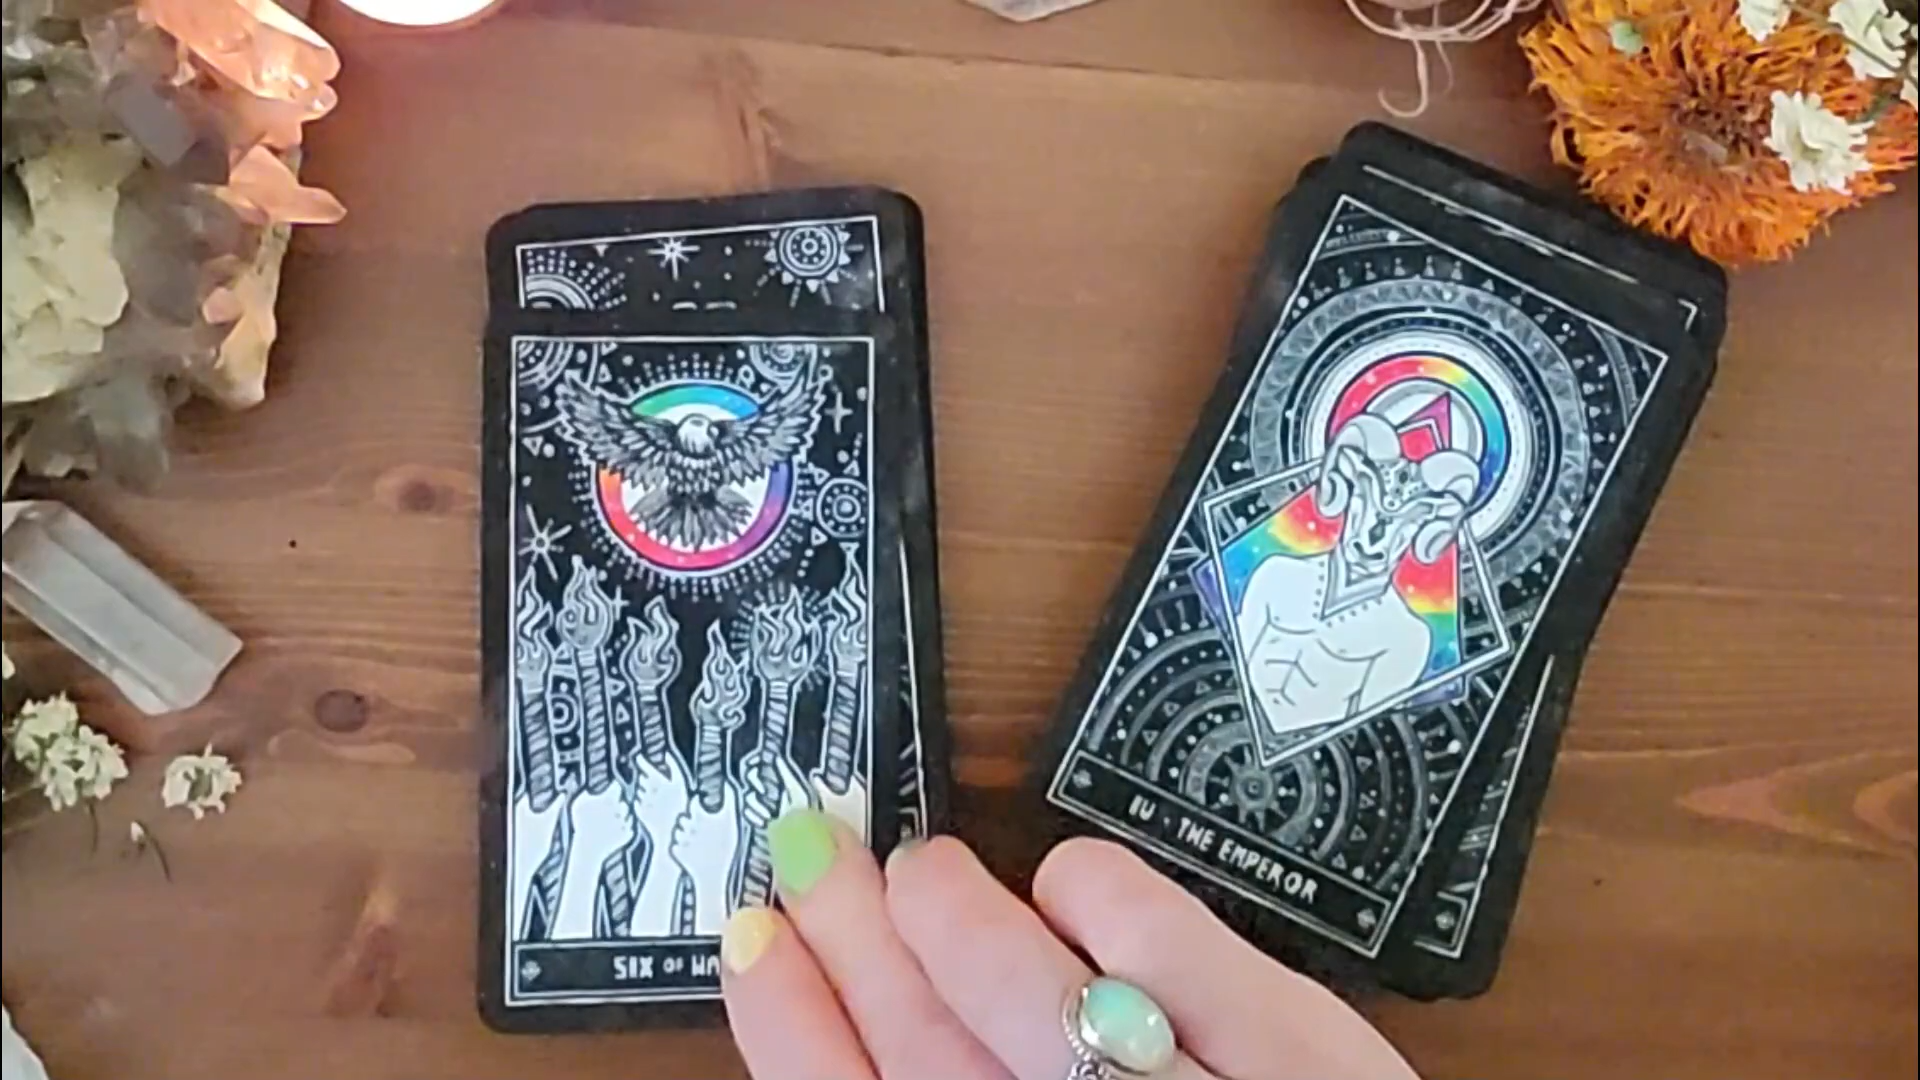 SIX OF
IV · THE EMPEROR